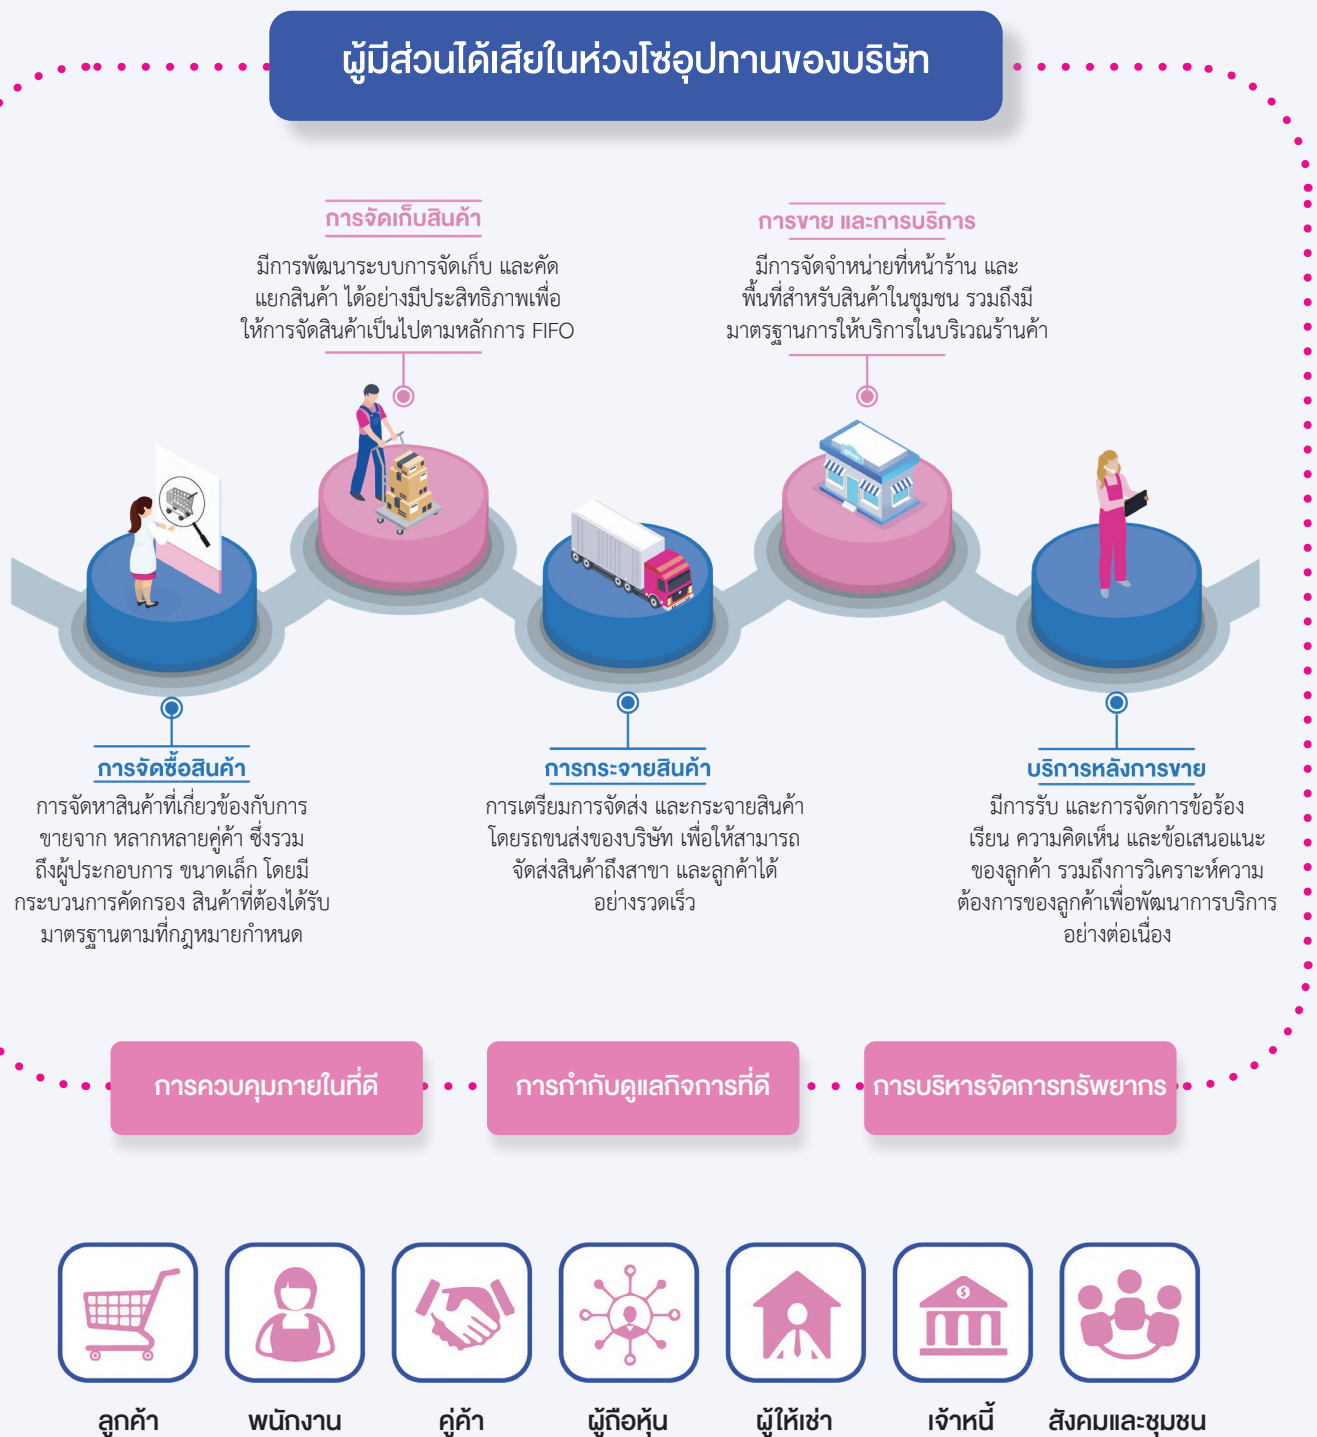 ผู้มีส่วนได้เสียในห่วงโซ่อุปทานของบริษัท
การจัดเก็บสินค้า
มีการพัฒนาระบบการจัดเก็บ และคัด
แยกสินค้า ได้อย่างมีประสิทธิภาพเพื่อ
ให้การจัดสินค้าเป็นไปตามหลักการ FIFO
การขาย และการบริการ
มีการจัดจำหน่ายที่หน้าร้าน และ
พื้นที่สำหรับสินค้าในชุมชน รวมถึงมี
มาตรฐานการให้บริการในบริเวณร้านค้า
Shop
การจัดซื้อสินค้า
การจัดหาสินค้าที่เกี่ยวข้องกับการ
ขายจาก หลากหลายคู่ค้า ซึ่งรวม
ถึงผู้ประกอบการ ขนาดเล็ก โดยมี
กระบวนการคัดกรอง สินค้าที่ต้องได้รับ
มาตรฐานตามที่กฎหมายกำหนด
การกระจายสินค้า
การเตรียมการจัดส่ง และกระจายสินค้า
โดยรถขนส่งของบริษัท เพื่อให้สามารถ
จัดส่งสินค้าถึงสาขา และลูกค้าได้
อย่างรวดเร็ว
บริการหลังการขาย
มีการรับ และการจัดการข้อร้อง
เรียน ความคิดเห็น และข้อเสนอแนะ
ของลูกค้า รวมถึงการวิเคราะห์ความ
ต้องการของลูกค้าเพื่อพัฒนาการบริการ
อย่างต่อเนื่อง
การควบคุมภายในที่ดี
การกำกับดูแลกิจการที่ดี
การบริหารจัดการทรัพยากร
ลูกค้า
พนักงาน
คู่ค้า
ผู้ถือหุ้น
ผู้ให้เช่า
เจ้าหนี้
สังคมและชุมชน